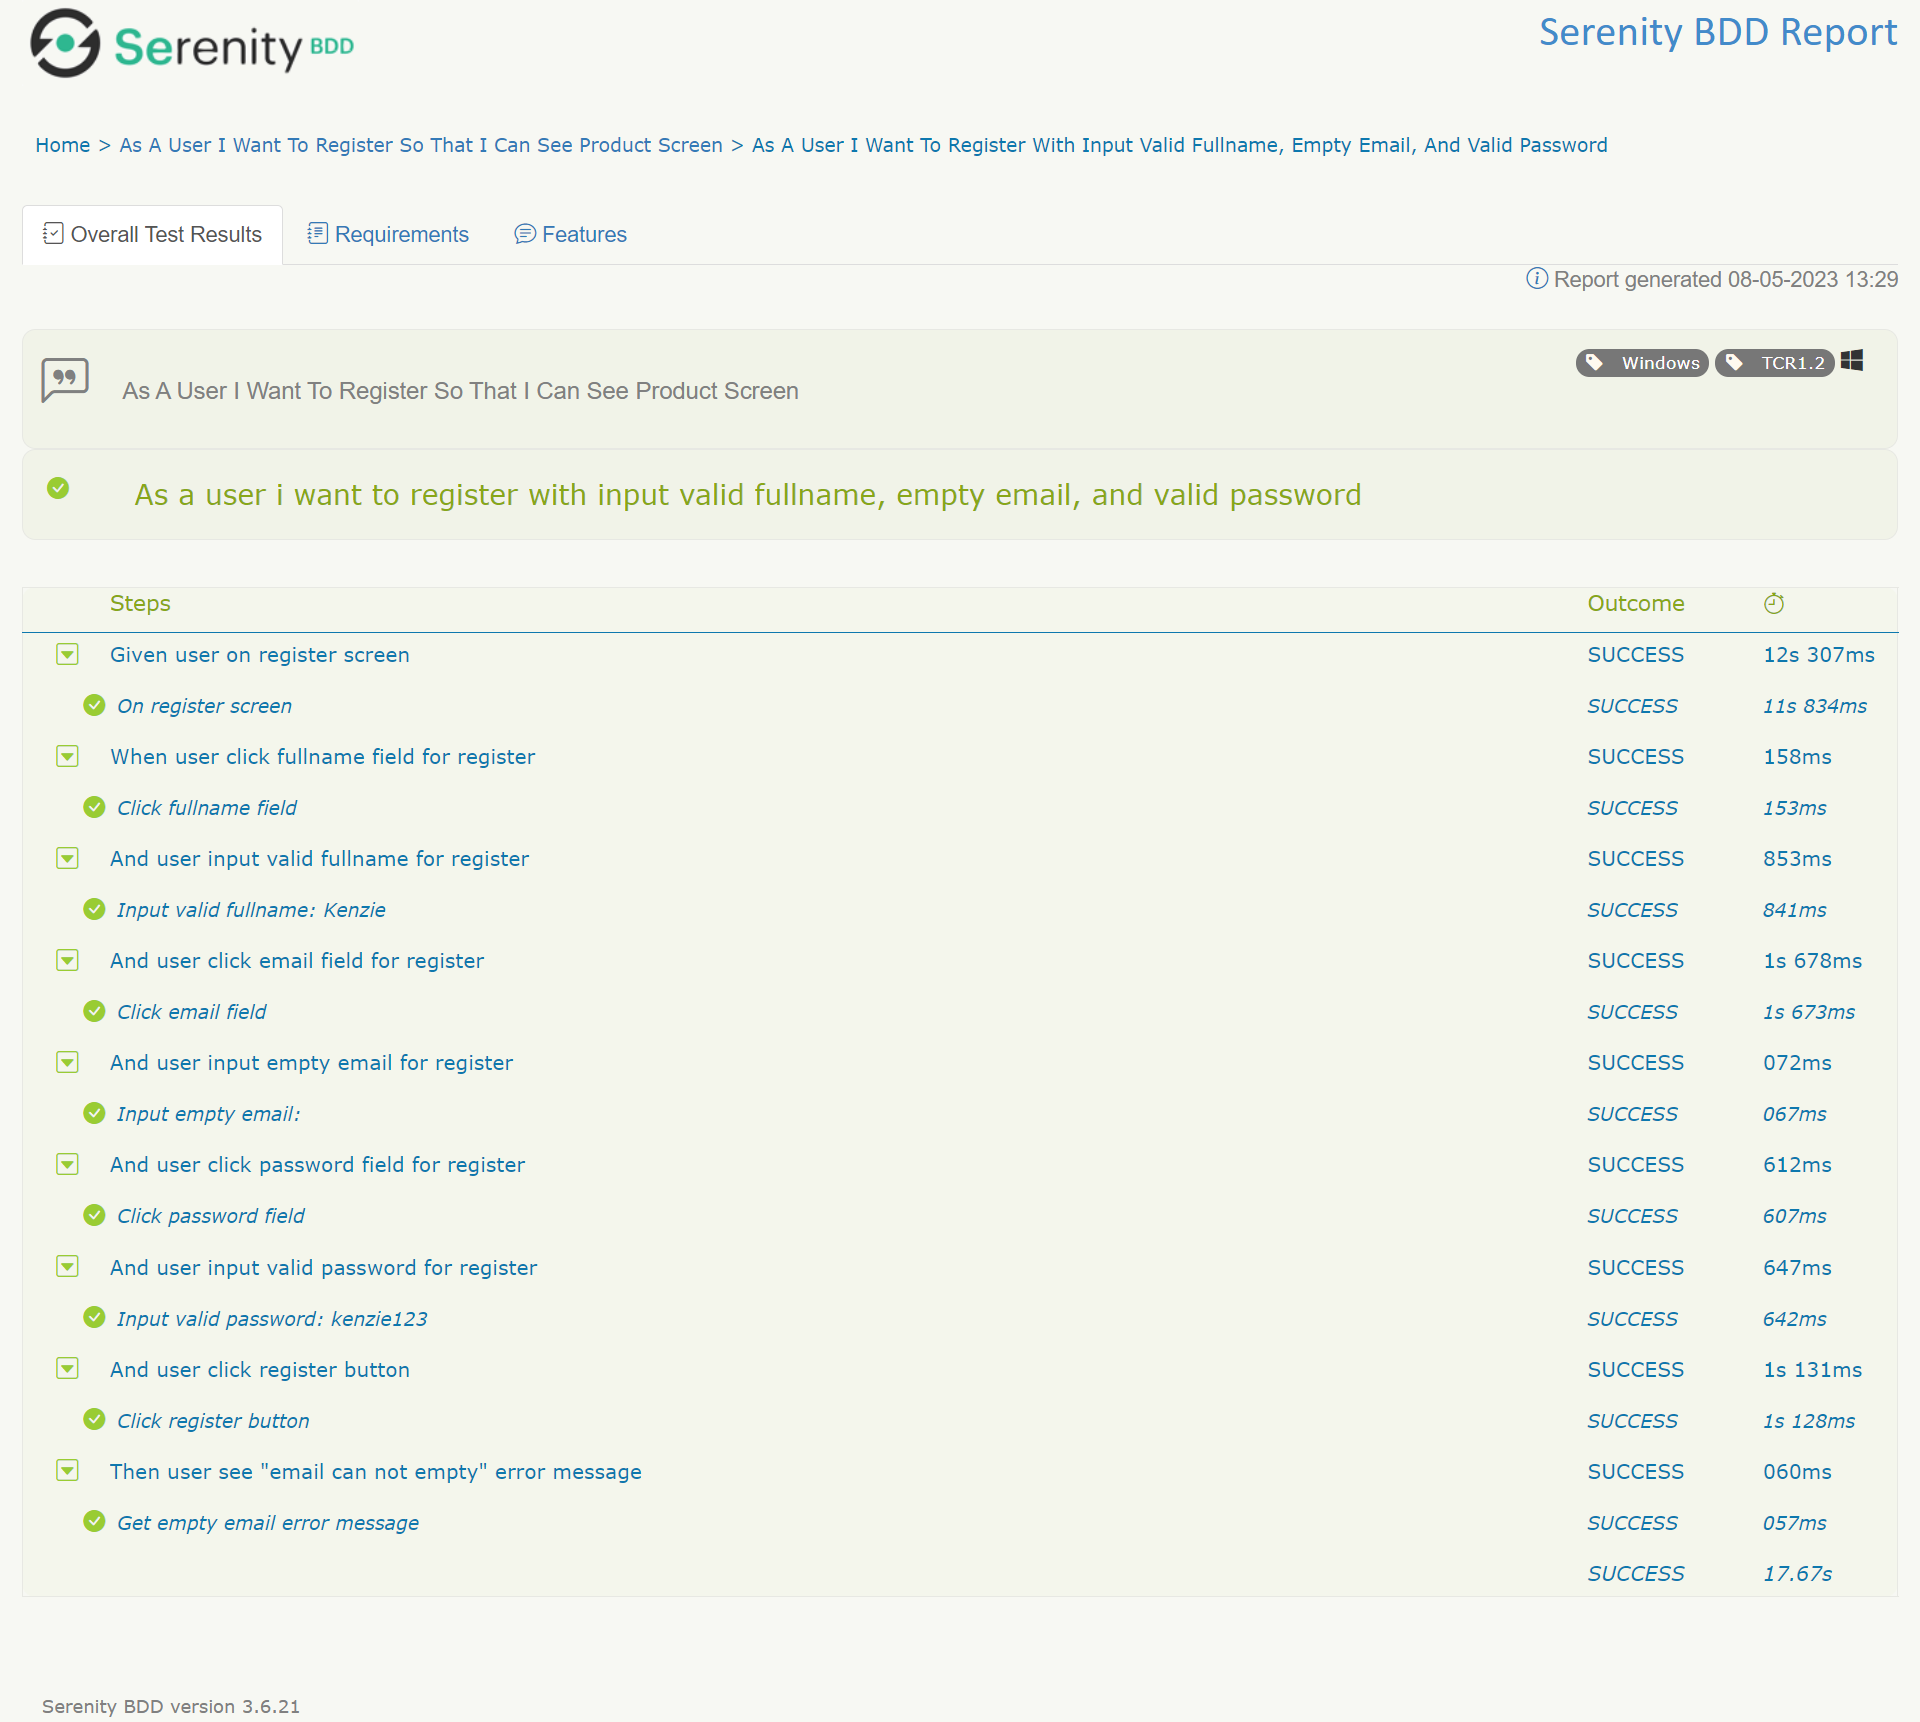 Serenity BDD
Serenity BDD Report
Home > As A User I Want To Register So That I Can See Product Screen > As A User I Want To Register With Input Valid Fullname, Empty Email, And Valid Password
Overall Test Results Requirements Features
Report generated 08-05-2023 13:29
Windows TCR1.2
As A User I Want To Register So That I Can See Product Screen
As a user i want to register with input valid fullname, empty email, and valid password
Steps Outcome
Given user on register screen SUCCESS 12s 307ms
On register screen SUCCESS 11s 834ms
When user click fullname field for register SUCCESS 158ms
Click fullname field SUCCESS 153ms
And user input valid fullname for register SUCCESS 853ms
Input valid fullname: Kenzie SUCCESS 841ms
And user click email field for register SUCCESS 1s 678ms
Click email field SUCCESS 1s 673ms
And user input empty email for register SUCCESS 072ms
Input empty email: SUCCESS 067ms
And user click password field for register SUCCESS 612ms
Click password field SUCCESS 607ms
And user input valid password for register SUCCESS 647ms
Input valid password: kenzie123 SUCCESS 642ms
And user click register button SUCCESS 1s 131ms
Click register button SUCCESS 1s 128ms
Then user see "email can not empty" error message SUCCESS 060ms
Get empty email error message SUCCESS 057ms
SUCCESS 17.67s
Serenity BDD version 3.6.21